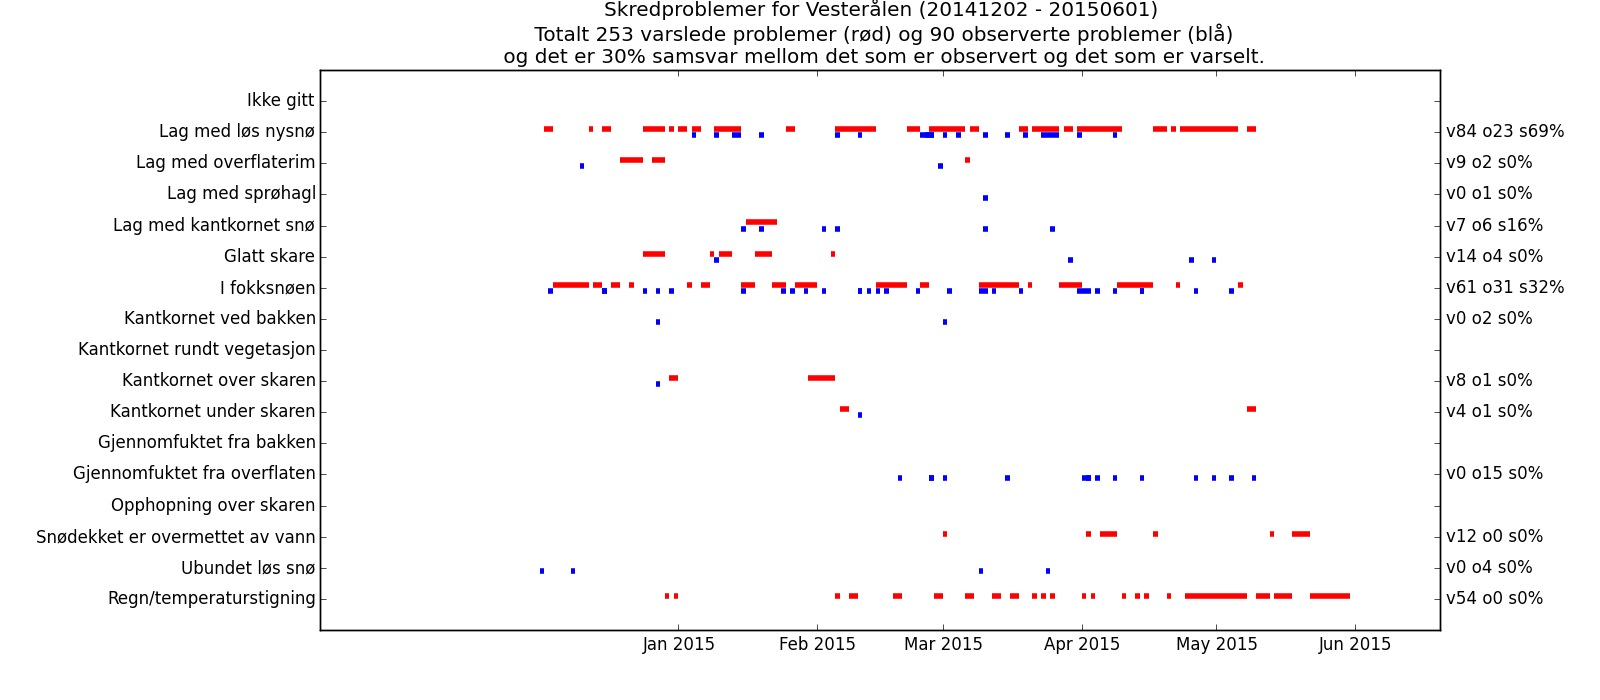 Skredproblemer for Vesterålen (20141202 - 20150601)
Totalt 253 varslede problemer (rød) og 90 observerte problemer (blå)
og det er 30% samsvar mellom det som er observert og det som er varselt.
Ikke gitt
Lag med løs nysnø v84 o23 s69%
Lag med overflaterim v9 o2 s0%
Lag med sprøhagl v0 o1 s0%
Lag med kantkornet snø v7 o6 s16%
Glatt skare v14 o4 s0%
I fokksnøen v61 o31 s32%
Kantkornet ved bakken v0 o2 s0%
Kantkornet rundt vegetasjon
Kantkornet over skaren v8 o1 s0%
Kantkornet under skaren v4 o1 s0%
Gjennomfuktet fra bakken
Gjennomfuktet fra overflaten v0 o15 s0%
Opphopning over skaren
Snødekket er overmettet av vann v12 o0 s0%
Ubundet løs snø v0 o4 s0%
Regn/temperaturstigning v54 o0 s0%
Jan 2015 Feb 2015 Mar 2015 Apr 2015 May 2015 Jun 2015